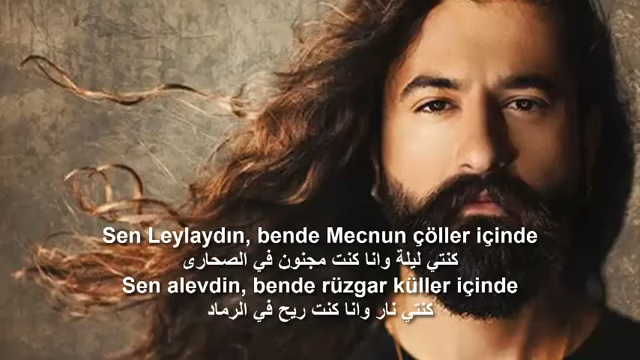 Sen Leylaydın, bende Mecnun çöller içinde
كنتي ليلة وانا كنت مجنون في الصحارى
Sen alevdin, bende rüzgar küller içinde
كنتي نار وانا كنت ريح في الرماد